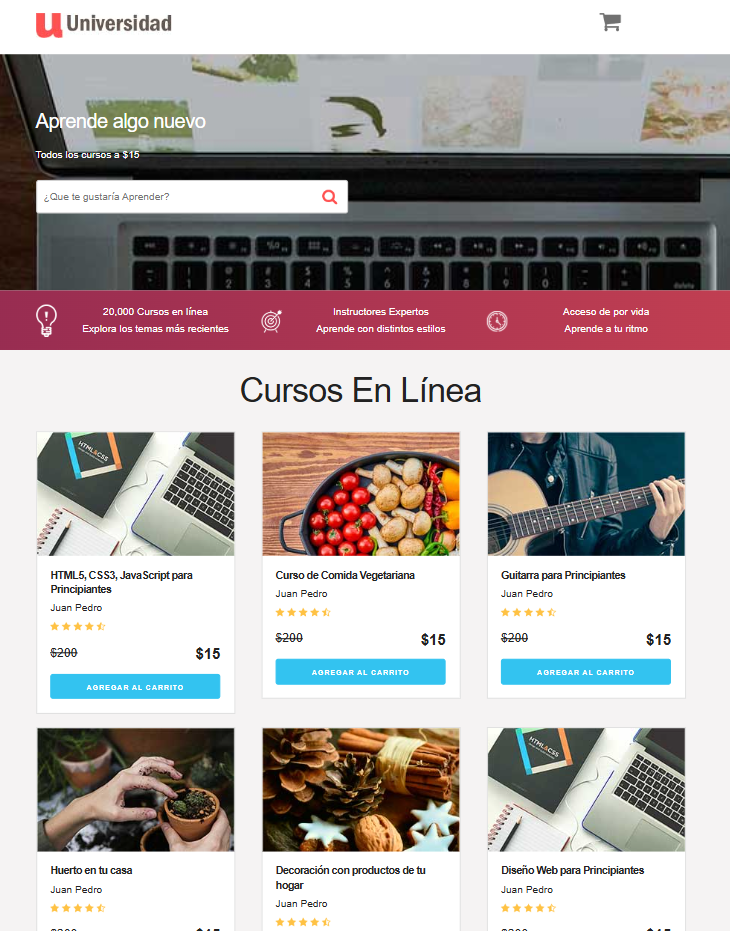 Universidad
Aprende algo nuevo
Todos los cursos a $15
¿Que te gustaría Aprender?
20,000 Cursos en línea
Explora los temas más recientes
Instructores Expertos
Aprende con distintos estilos
Acceso de por vida
Aprende a tu ritmo
Cursos En Línea
HTML&CSS
HTML5, CSS3, JavaScript para
Principiantes
Juan Pedro
$200 $15
AGREGAR AL CARRITO
Curso de Comida Vegetariana
Juan Pedro
$200 $15
AGREGAR AL CARRITO
Guitarra para Principiantes
Juan Pedro
$200 $15
AGREGAR AL CARRITO
Huerto en tu casa
Juan Pedro
Decoración con productos de tu
hogar
Juan Pedro
HTML&CSS
Diseño Web para Principiantes
Juan Pedro